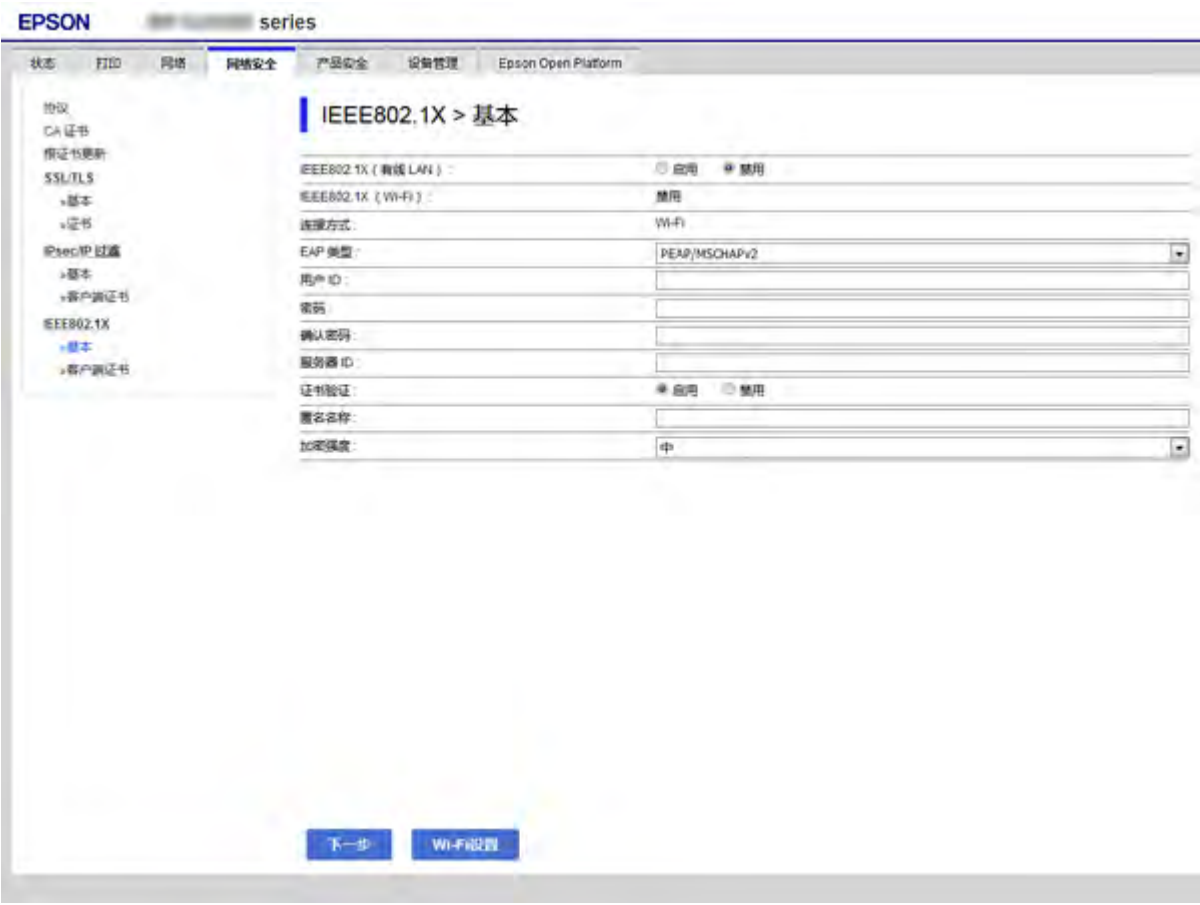 EPSON series
状态 打印 网络 网络安全 产品安全 设备管理 Epson Open Platform
协议
CA 证书
根证书更新
SSL/TLS
»基本
»证书
IPsec/IP 过滤
»基本
»客户端证书
IEEE802.1X
»基本
»客户端证书
IEEE802.1X > 基本
IEEE802.1X ( 有线 LAN ) : 启用 禁用
IEEE802.1X ( Wi-Fi ) : 禁用
连接方式 : Wi-Fi
EAP 类型 : PEAP/MSCHAPv2
用户 ID :
密码 :
确认密码 :
服务器 ID :
证书验证 : 启用 禁用
匿名名称 :
加密强度 : 中
下一步 Wi-Fi设置